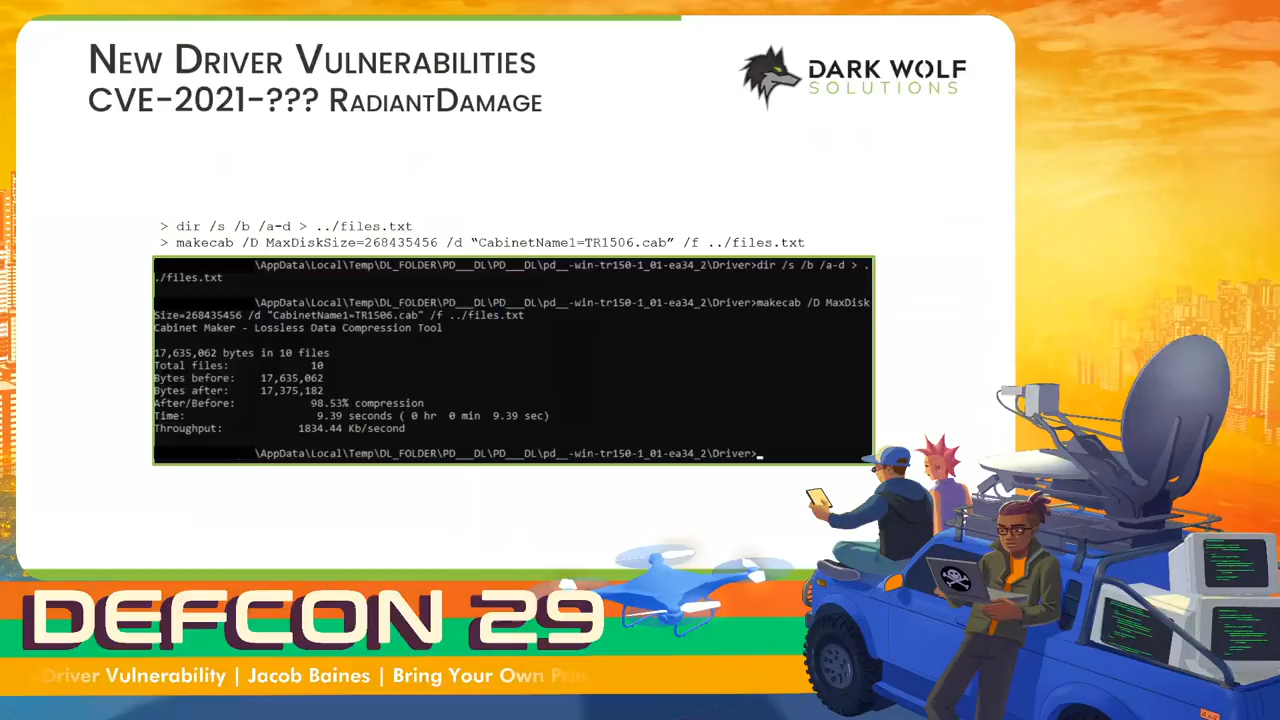 New Driver Vulnerabilities
CVE-2021-??? RadiantDamage
DARK WOLF
SOLUTIONS
> dir /s /b /a-d > ../files.txt
> makecab /D MaxDiskSize=268435456 /d “CabinetName1=TR1506.cab” /f ../files.txt
\AppData\Local\Temp\DL_FOLDER\PD___DL\PD___DL\pd__-win-tr150-1_01-ea34_2\Driver>dir /s /b /a-d > .
./files.txt
\AppData\Local\Temp\DL_FOLDER\PD___DL\PD___DL\pd__-win-tr150-1_01-ea34_2\Driver>makecab /D MaxDisk
Size=268435456 /d "CabinetName1=TR1506.cab" /f ../files.txt
Cabinet Maker - Lossless Data Compression Tool
17,635,062 bytes in 10 files
Total files: 10
Bytes before: 17,635,062
Bytes after: 17,375,182
After/Before: 98.53% compression
Time: 9.39 seconds ( 0 hr 0 min 9.39 sec)
Throughput: 1834.44 Kb/second
\AppData\Local\Temp\DL_FOLDER\PD___DL\PD___DL\pd__-win-tr150-1_01-ea34_2\Driver>
DEFCON 29
Driver Vulnerability | Jacob Baines | Bring Your Own